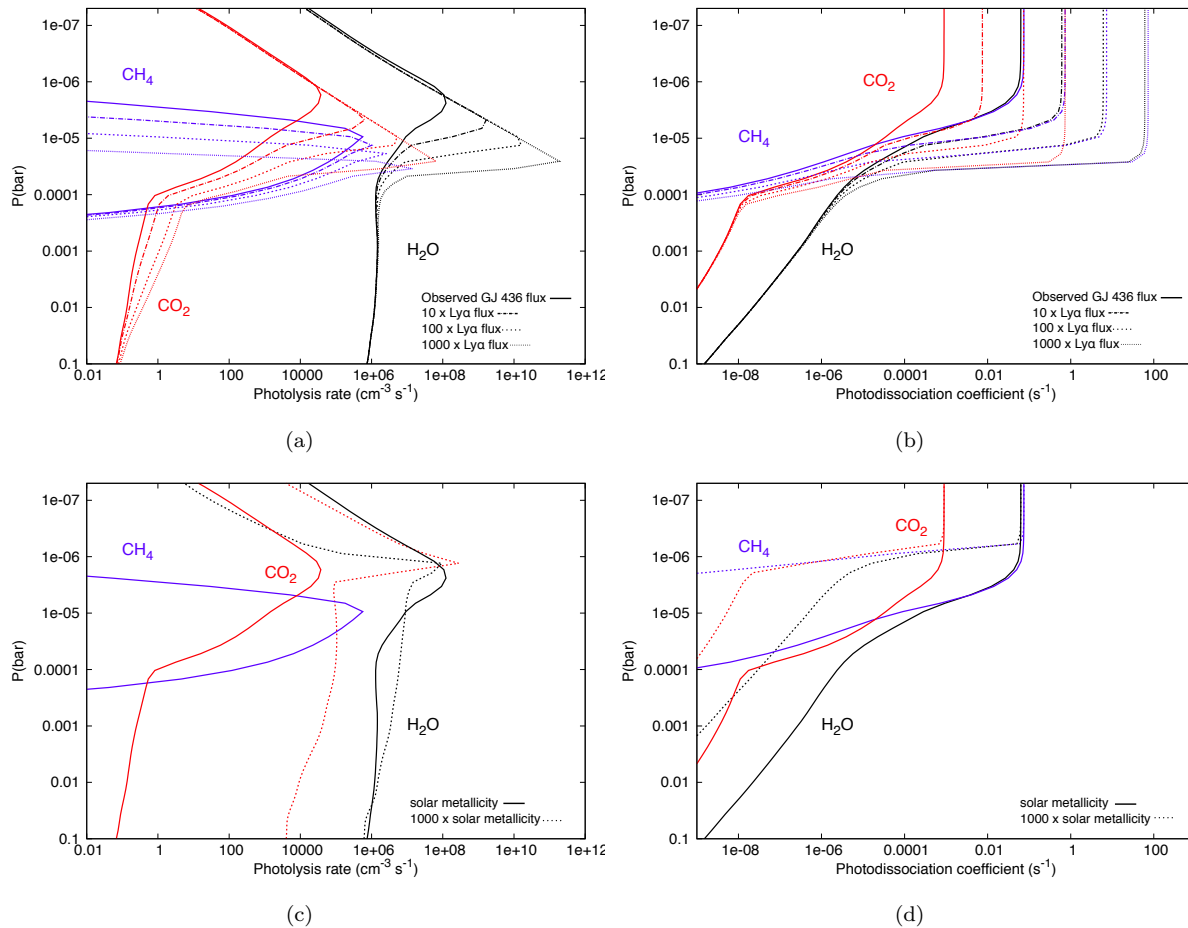 1e-07
1e-06
1e-05
0.0001
0.001
0.01
0.1
P(bar)
CH4
CO2
H2O
Observed GJ 436 flux
10 x Lyα flux
100 x Lyα flux
1000 x Lyα flux
0.01 1 100 10000 1e+06 1e+08 1e+10 1e+12
Photolysis rate (cm-3 s-1)
(a)
1e-07
1e-06
1e-05
0.0001
0.001
0.01
0.1
P(bar)
CO2
CH4
H2O
Observed GJ 436 flux
10 x Lyα flux
100 x Lyα flux
1000 x Lyα flux
1e-08 1e-06 0.0001 0.01 1 100
Photodissociation coefficient (s-1)
(b)
1e-07
1e-06
1e-05
0.0001
0.001
0.01
0.1
P(bar)
CH4
CO2
H2O
solar metallicity
1000 x solar metallicity
0.01 1 100 10000 1e+06 1e+08 1e+10 1e+12
Photolysis rate (cm-3 s-1)
(c)
1e-07
1e-06
1e-05
0.0001
0.001
0.01
0.1
P(bar)
CO2
CH4
H2O
solar metallicity
1000 x solar metallicity
1e-08 1e-06 0.0001 0.01 1 100
Photodissociation coefficient (s-1)
(d)